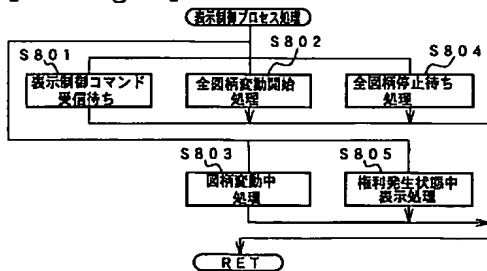 表示制御プロセス処理
S801
S802
S804
表示制御コマンド
受信待ち
全図柄変動開始
処理
全図柄停止待ち
処理
S803
S805
図柄変動中
処理
権利発生状態中
表示処理
RET